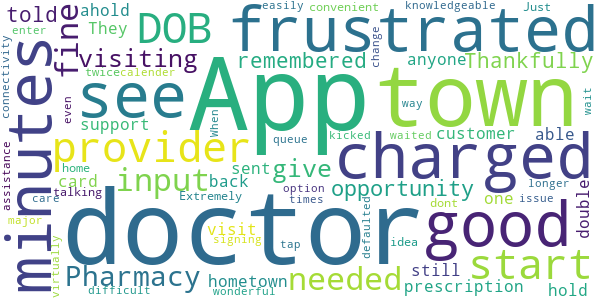 told ahold
They
enter
fine
DOB
visiting
frustrated
easily convenient knowledgeable Just
remembered anyone Thankfully
change
connectivity
minutes
see
App
town
twice calender
support
even
When
queue
kicked waited way customer able
wait
provider
charged
assistance
home
card
talking
input
sent
back
give
Extremely
option
times
opportunity one issue
longer
double
care
major
virtually
doctor
visit
signing
tap
defaulted
idea
dont
good
start
Pharmacy
hometown
needed
still
prescription hold
difficult wonderful